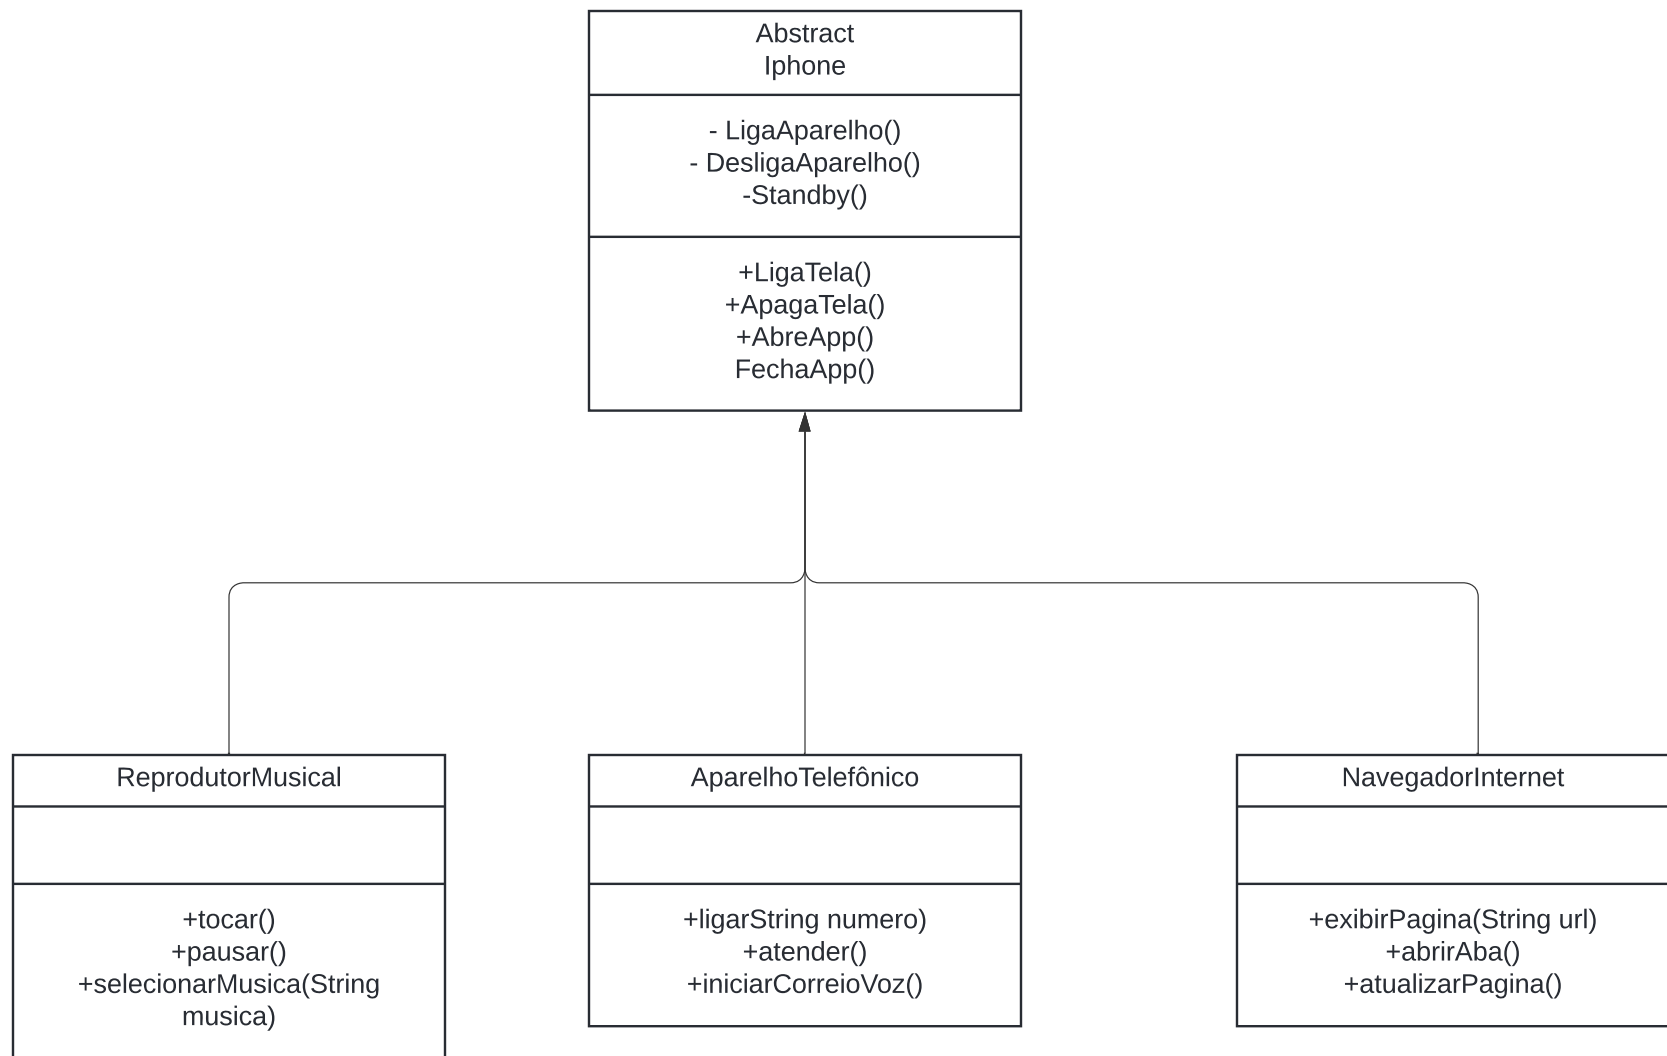 Abstract
Iphone
- LigaAparelho()
- DesligaAparelho()
-Standby()
+LigaTela()
+ApagaTela()
+AbreApp()
FechaApp()
ReprodutorMusical
+tocar()
+pausar()
+selecionarMusica(String
musica)
AparelhoTelefônico
+ligarString numero)
+atender()
+iniciarCorreioVoz()
NavegadorInternet
+exibirPagina(String url)
+abrirAba()
+atualizarPagina()